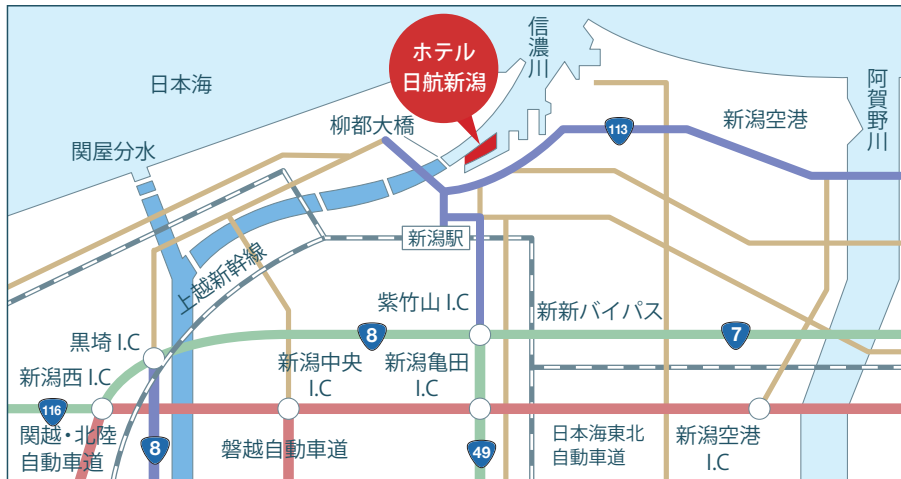 ホテル
日航新潟
信濃川
日本海
阿賀野川
柳都大橋
113
新潟空港
関屋分水
新潟駅
上越新幹線
紫竹山 I.C
新新バイパス
8
7
黒埼 I.C
新潟西 I.C
新潟中央
I.C
新潟亀田
I.C
116
関越・北陸
自動車道
8
磐越自動車道
49
日本海東北
自動車道
新潟空港
I.C